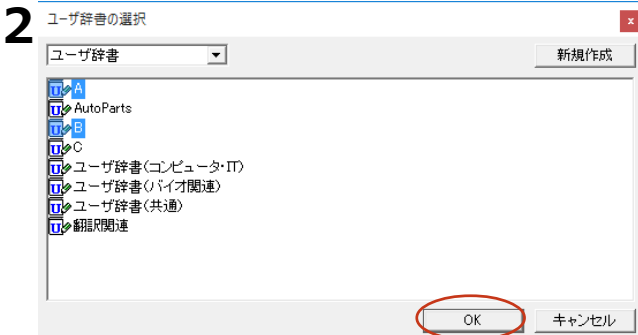 2
ユーザ辞書の選択
x
ユーザ辞書
新規作成
A
AutoParts
B
C
ユーザ辞書(コンピュータ・IT)
ユーザ辞書(バイオ関連)
ユーザ辞書(共通)
翻訳関連
OK
キャンセル